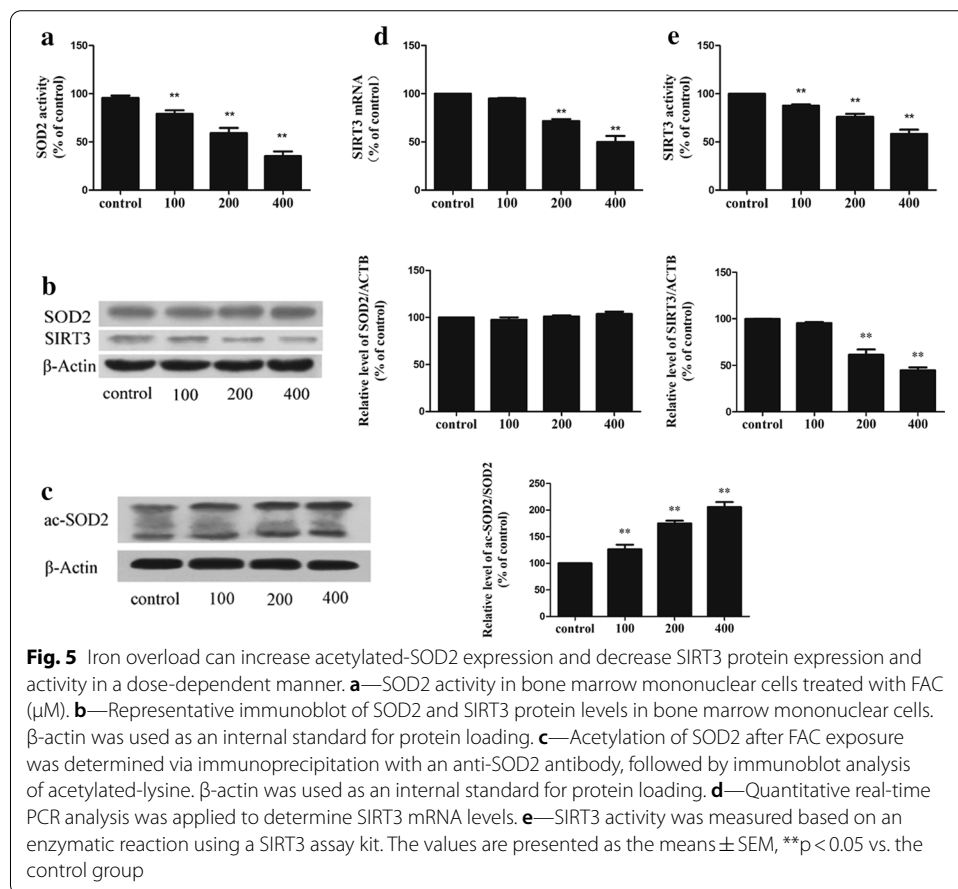 a
SOD2 activity
(% of control)
150
100
50
0
**
**
**
control
100
200
400
d
SIRT3 mRNA
(% of control)
150
100
50
0
**
**
control
100
200
400
e
SIRT3 activity
(% of control)
150
100
50
0
**
**
**
control
100
200
400
b
SOD2
SIRT3
β-Actin
control
100
200
400
Relative level of SOD2/ACTB
(% of control)
150
100
50
0
control
100
200
400
Relative level of SIRT3/ACTB
(% of control)
150
100
50
0
**
**
control
100
200
400
c
ac-SOD2
β-Actin
control
100
200
400
Relative level of ac-SOD2/SOD2
(% of control)
250
200
150
100
50
0
**
**
**
control
100
200
400
Fig. 5 Iron overload can increase acetylated-SOD2 expression and decrease SIRT3 protein expression and
activity in a dose-dependent manner. a—SOD2 activity in bone marrow mononuclear cells treated with FAC
(μM). b—Representative immunoblot of SOD2 and SIRT3 protein levels in bone marrow mononuclear cells.
β-actin was used as an internal standard for protein loading. c—Acetylation of SOD2 after FAC exposure
was determined via immunoprecipitation with an anti-SOD2 antibody, followed by immunoblot analysis
of acetylated-lysine. β-actin was used as an internal standard for protein loading. d—Quantitative real-time
PCR analysis was applied to determine SIRT3 mRNA levels. e—SIRT3 activity was measured based on an
enzymatic reaction using a SIRT3 assay kit. The values are presented as the means ± SEM, **p < 0.05 vs. the
control group